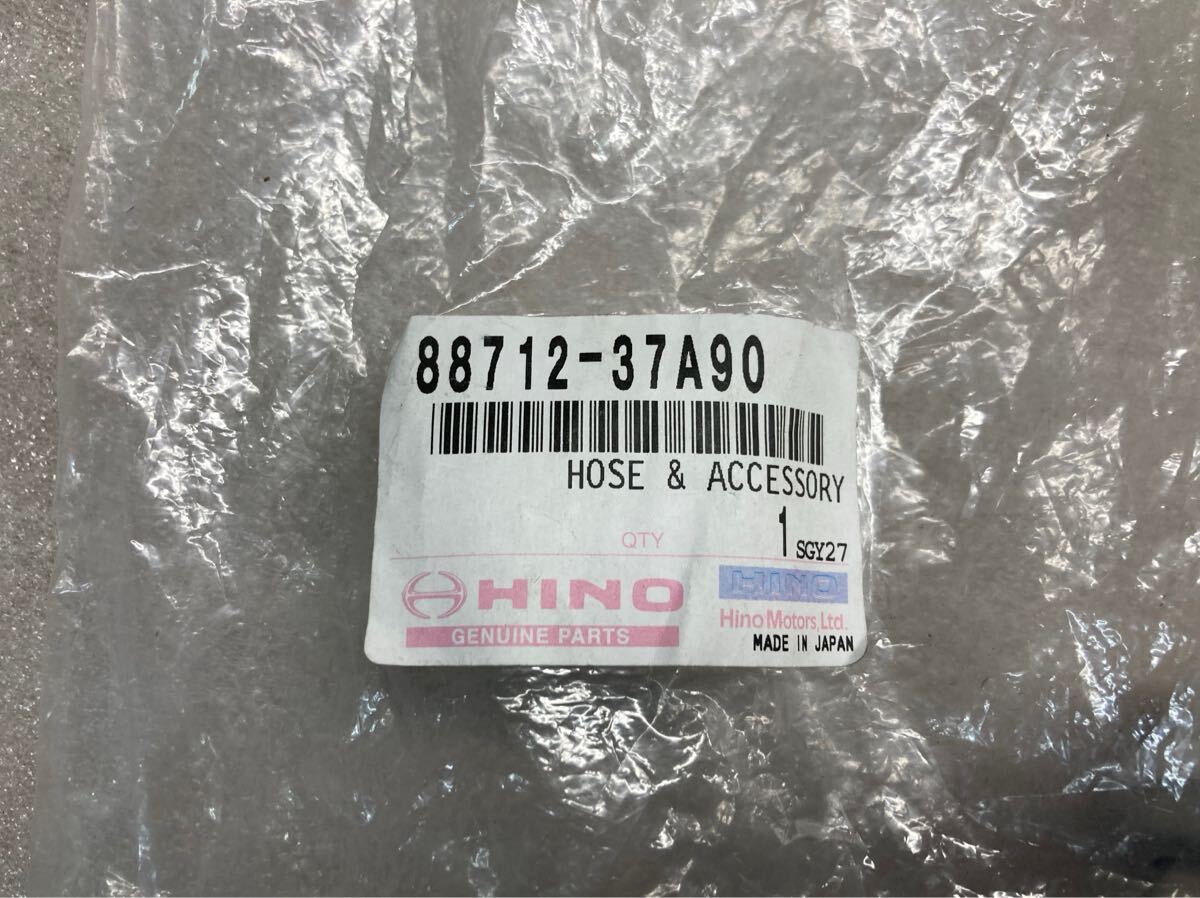 88712-37A90
HOSE & ACCESSORY
QTY 1 SGY27
HINO HINO
GENUINE PARTS Hino Motors, Ltd.
MADE IN JAPAN